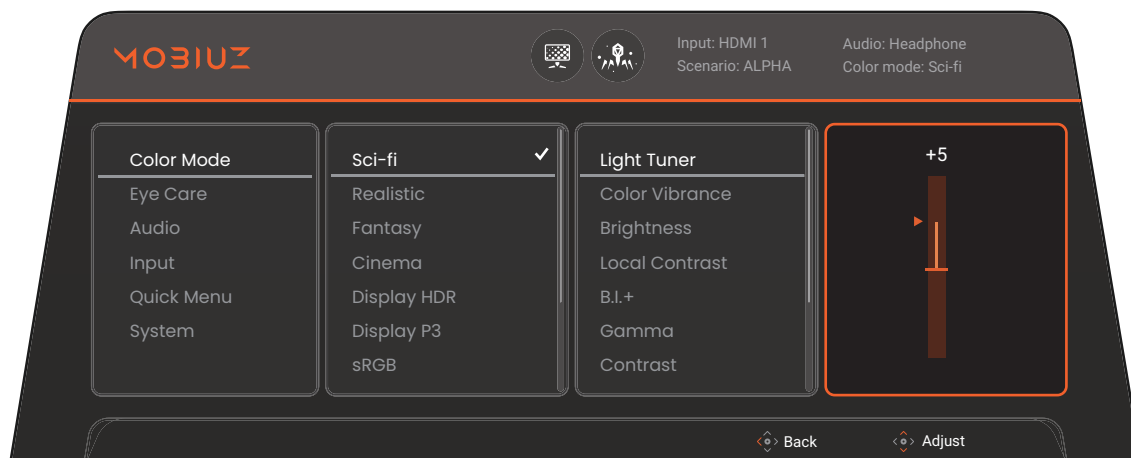 MOBIUZ
Input: HDMI 1
Scenario: ALPHA
Audio: Headphone
Color mode: Sci-fi
Color Mode
Eye Care
Audio
Input
Quick Menu
System
Sci-fi
Realistic
Fantasy
Cinema
Display HDR
Display P3
sRGB
Light Tuner
Color Vibrance
Brightness
Local Contrast
B.I.+
Gamma
Contrast
+5
Back
Adjust